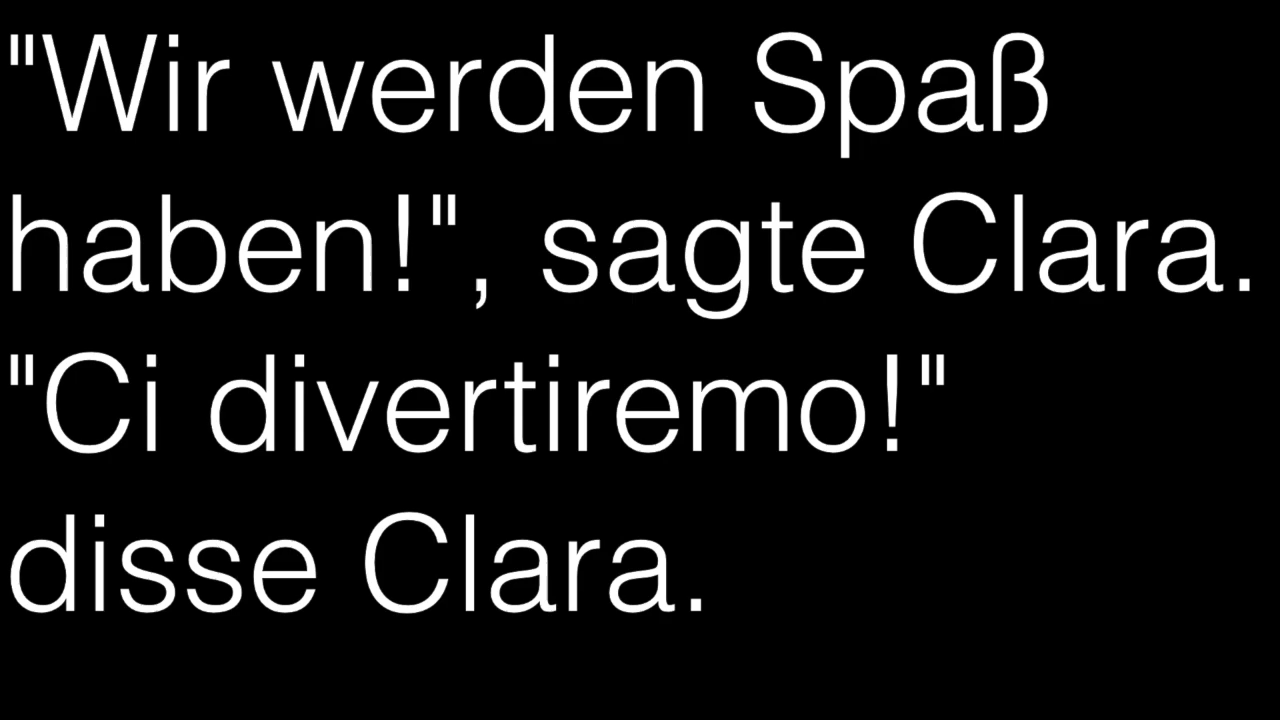 "Wir werden Spaß
haben!", sagte Clara.
"Ci divertiremo!"
disse Clara.